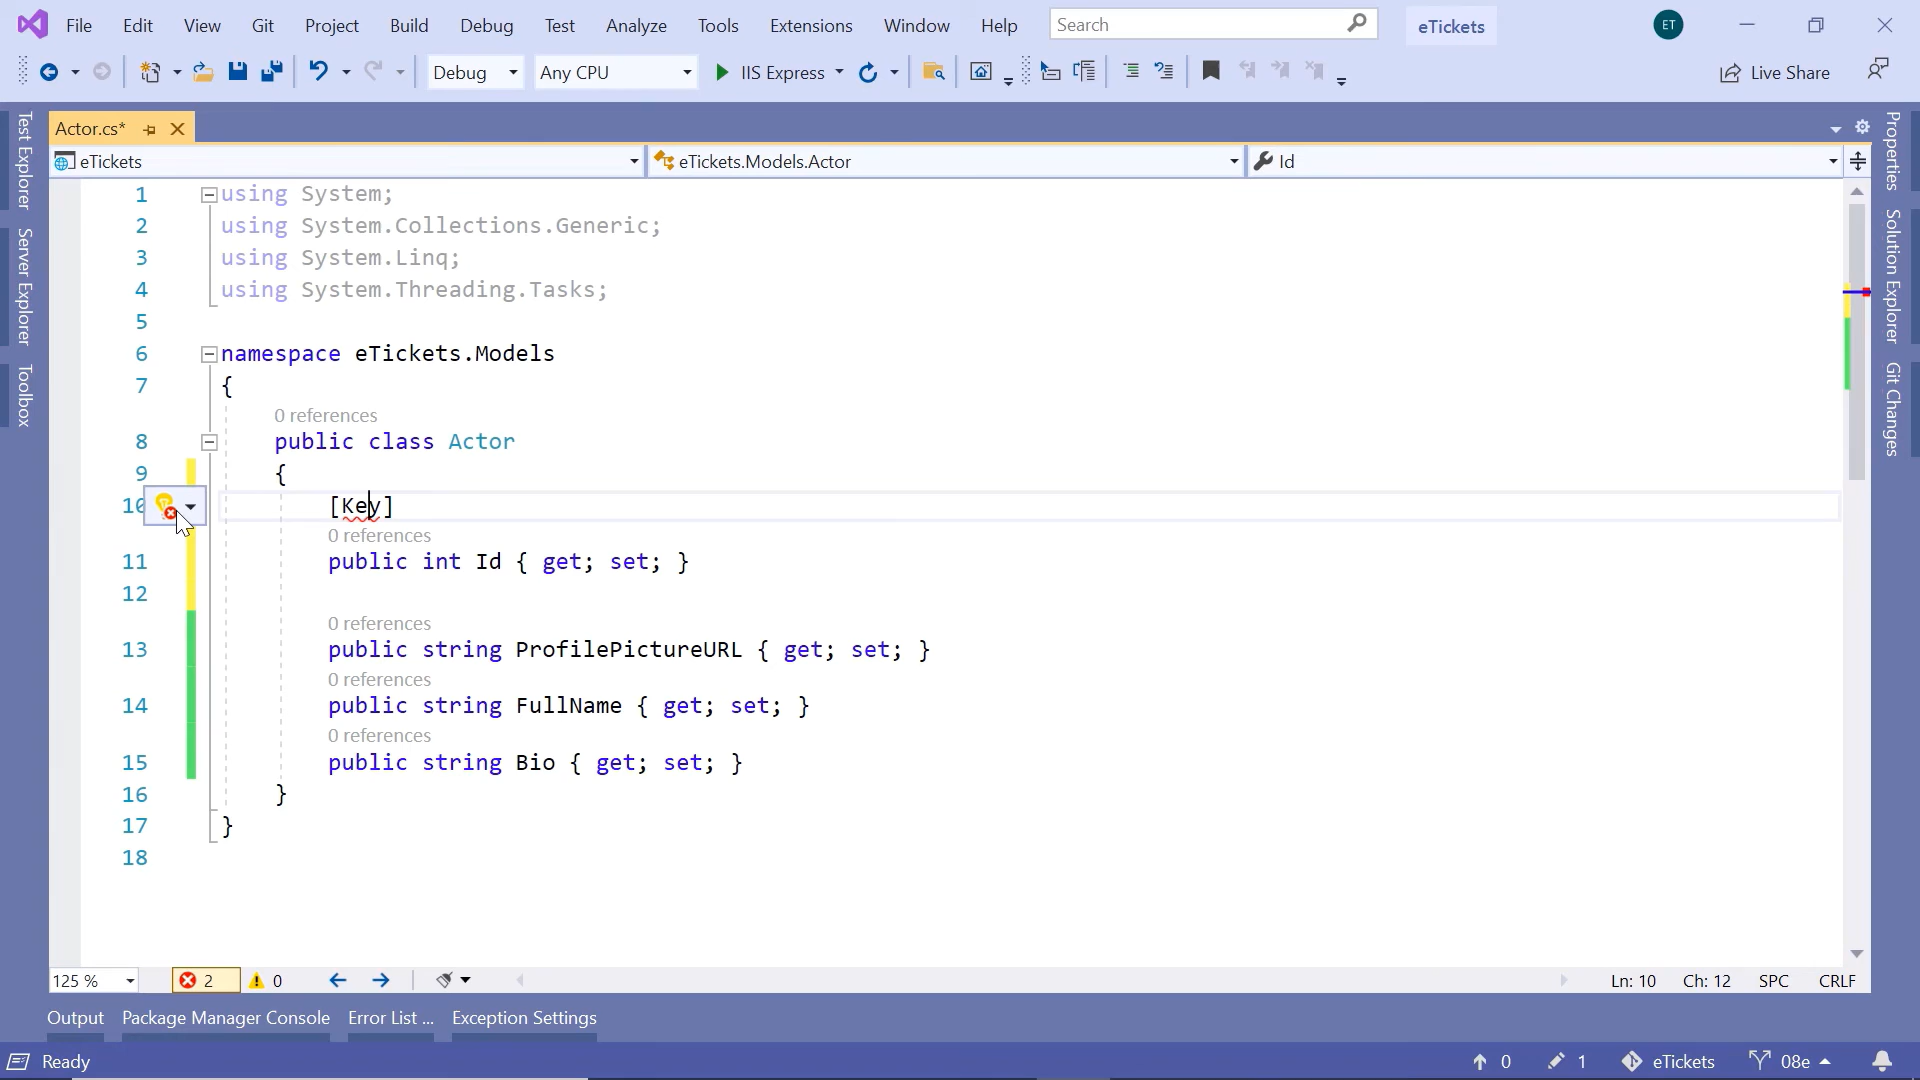 File Edit View Git Project Build Debug Test Analyze Tools Extensions Window Help Search eTickets ET
Debug Any CPU IIS Express Live Share
Test Explorer
Server Explorer
Toolbox
Actor.cs*
eTickets eTickets.Models.Actor Id
1 using System;
2 using System.Collections.Generic;
3 using System.Linq;
4 using System.Threading.Tasks;
5
6 namespace eTickets.Models
7 {
0 references
8 public class Actor
9 {
10 [Key]
0 references
11 public int Id { get; set; }
12
0 references
13 public string ProfilePictureURL { get; set; }
0 references
14 public string FullName { get; set; }
0 references
15 public string Bio { get; set; }
16 }
17 }
18
Properties
Solution Explorer
Git Changes
125 % 2 0 Ln: 10 Ch: 12 SPC CRLF
Output Package Manager Console Error List ... Exception Settings
Ready 0 1 eTickets 08e